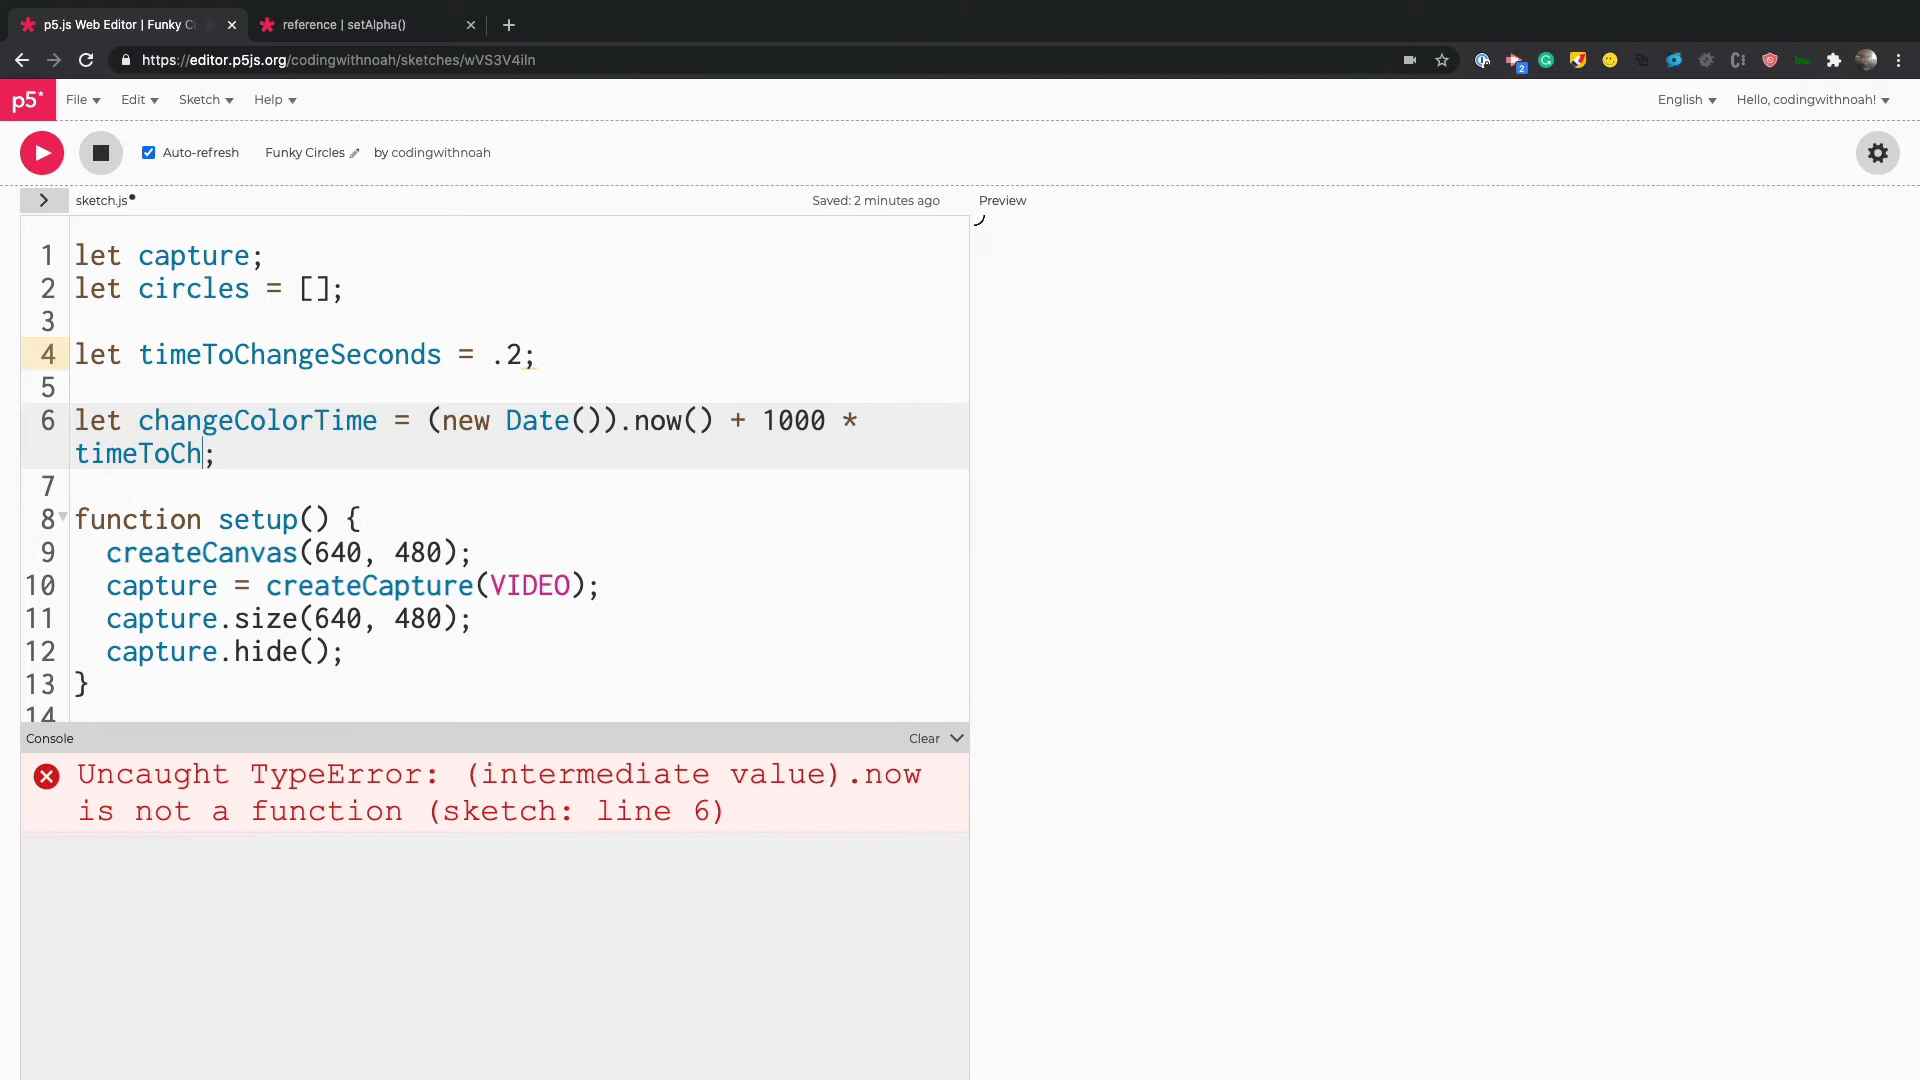 p5.js Web Editor | Funky C
reference | setAlpha()
https://editor.p5js.org/codingwithnoah/sketches/wVS3V4iln
2
p5*
File
Edit
Sketch
Help
English
Hello, codingwithnoah!
Auto-refresh
Funky Circles
by codingwithnoah
sketch.js
Saved: 2 minutes ago
Preview
1 let capture;
2 let circles = [];
3
4 let timeToChangeSeconds = .2;
5
6 let changeColorTime = (new Date()).now() + 1000 *
timeToCh;
7
8 function setup() {
9 createCanvas(640, 480);
10 capture = createCapture(VIDEO);
11 capture.size(640, 480);
12 capture.hide();
13 }
14
Console
Clear
Uncaught TypeError: (intermediate value).now
is not a function (sketch: line 6)